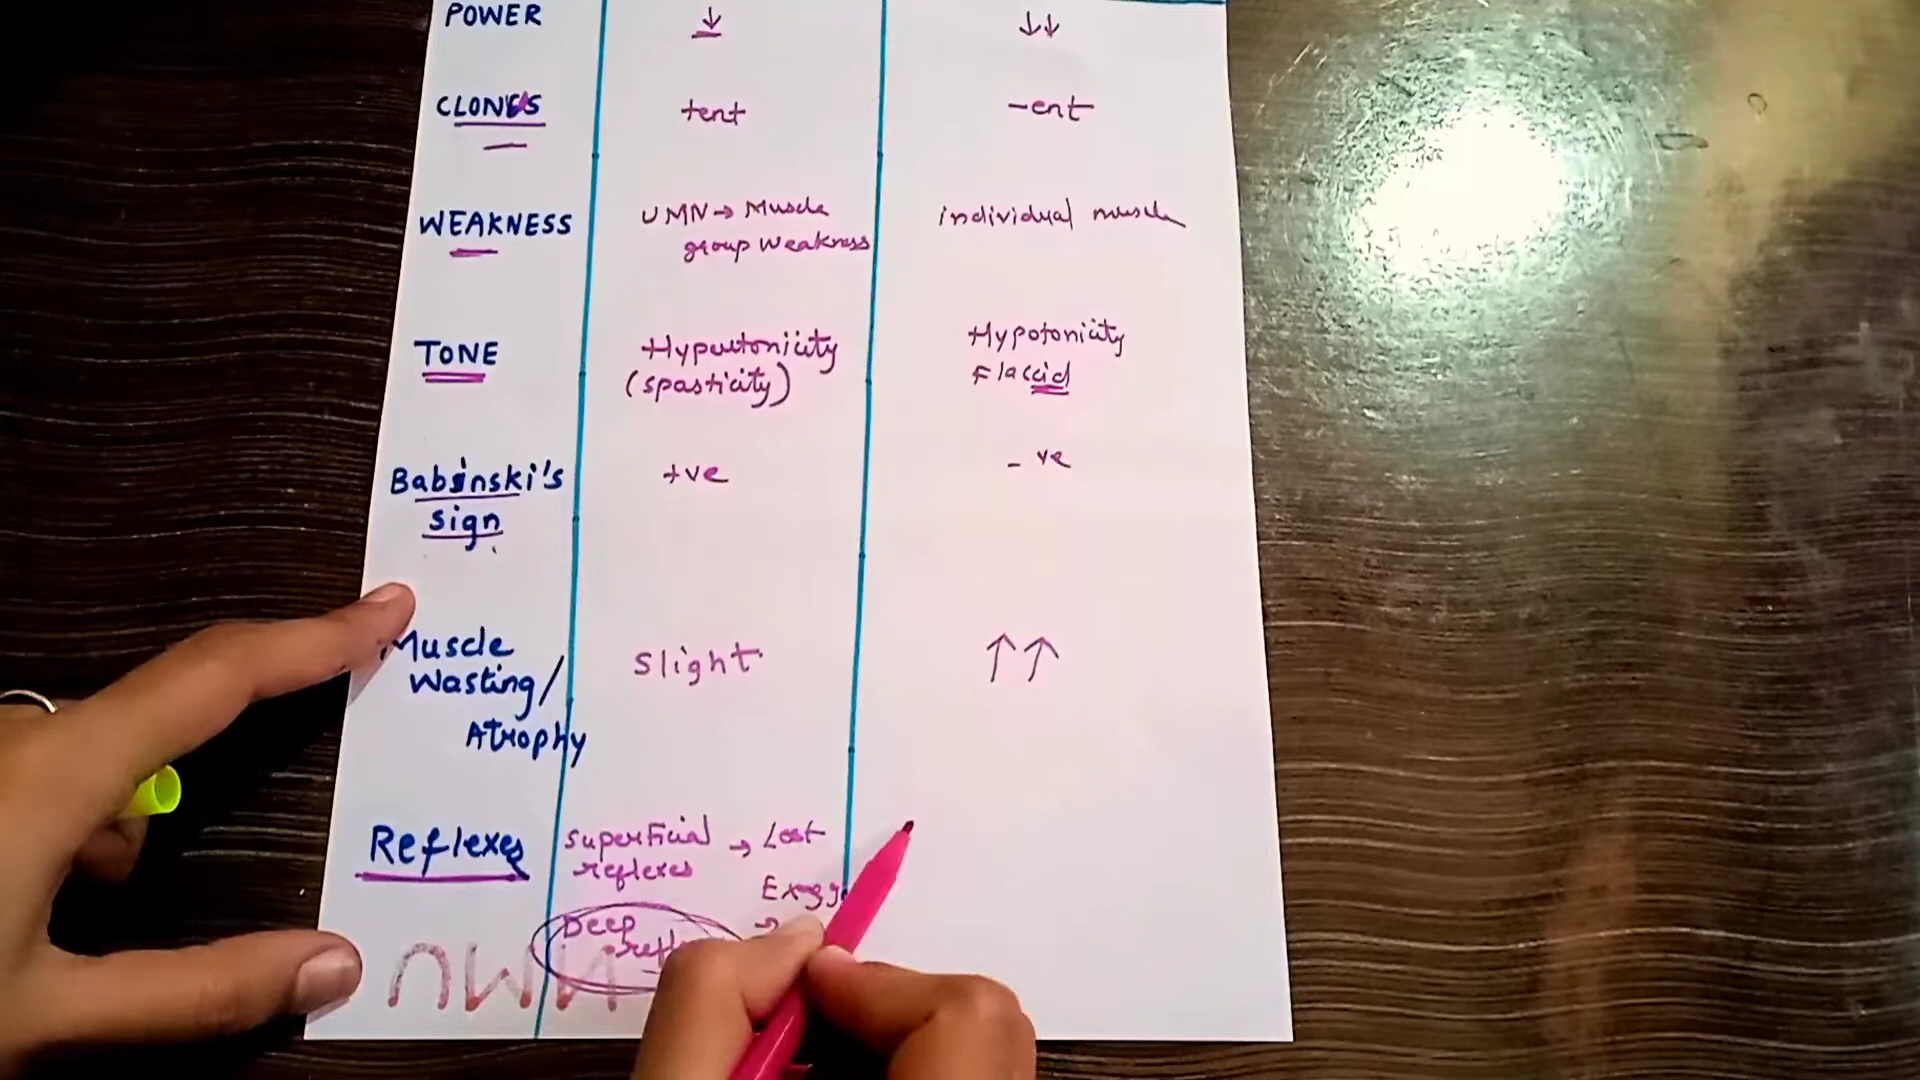 POWER ↓ ↓↓
CLONUS +ent -ent
WEAKNESS UMN→ Muscle individual muscle
group weakness
TONE Hypertonicity Hypotonicity
(spasticity) Flaccid
Babinski's +ve -ve
sign
Muscle Slight ↑↑
Wasting/
Atrophy
Reflexes superficial → Lost
reflexes
Exagg
Deep →